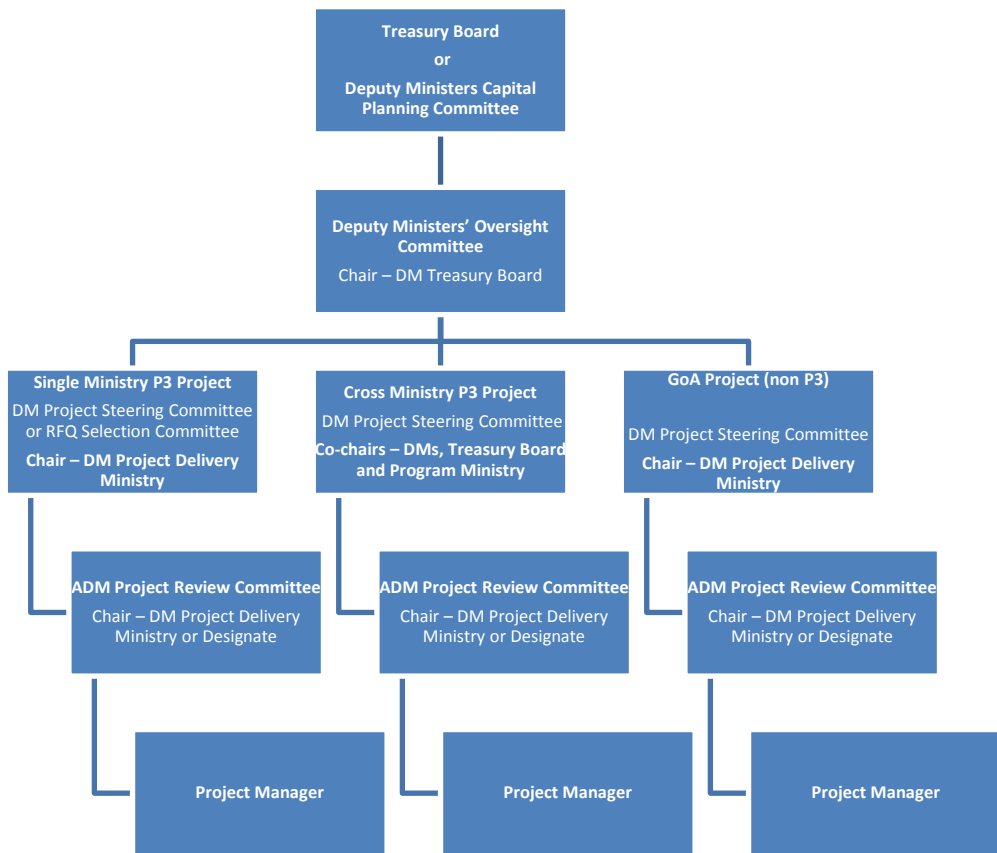 Treasury Board
or
Deputy Ministers Capital
Planning Committee
Deputy Ministers’ Oversight
Committee
Chair – DM Treasury Board
Single Ministry P3 Project
DM Project Steering Committee
or RFQ Selection Committee
Chair – DM Project Delivery
Ministry
Cross Ministry P3 Project
DM Project Steering Committee
Co-chairs – DMs, Treasury Board
and Program Ministry
GoA Project (non P3)
DM Project Steering Committee
Chair – DM Project Delivery
Ministry
ADM Project Review Committee
Chair – DM Project Delivery
Ministry or Designate
ADM Project Review Committee
Chair – DM Project Delivery
Ministry or Designate
ADM Project Review Committee
Chair – DM Project Delivery
Ministry or Designate
Project Manager
Project Manager
Project Manager